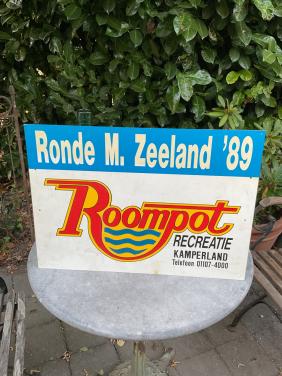 Ronde M. Zeeland '89
Roompot
RECREATIE
KAMPERLAND
Telefoon 01107-4000